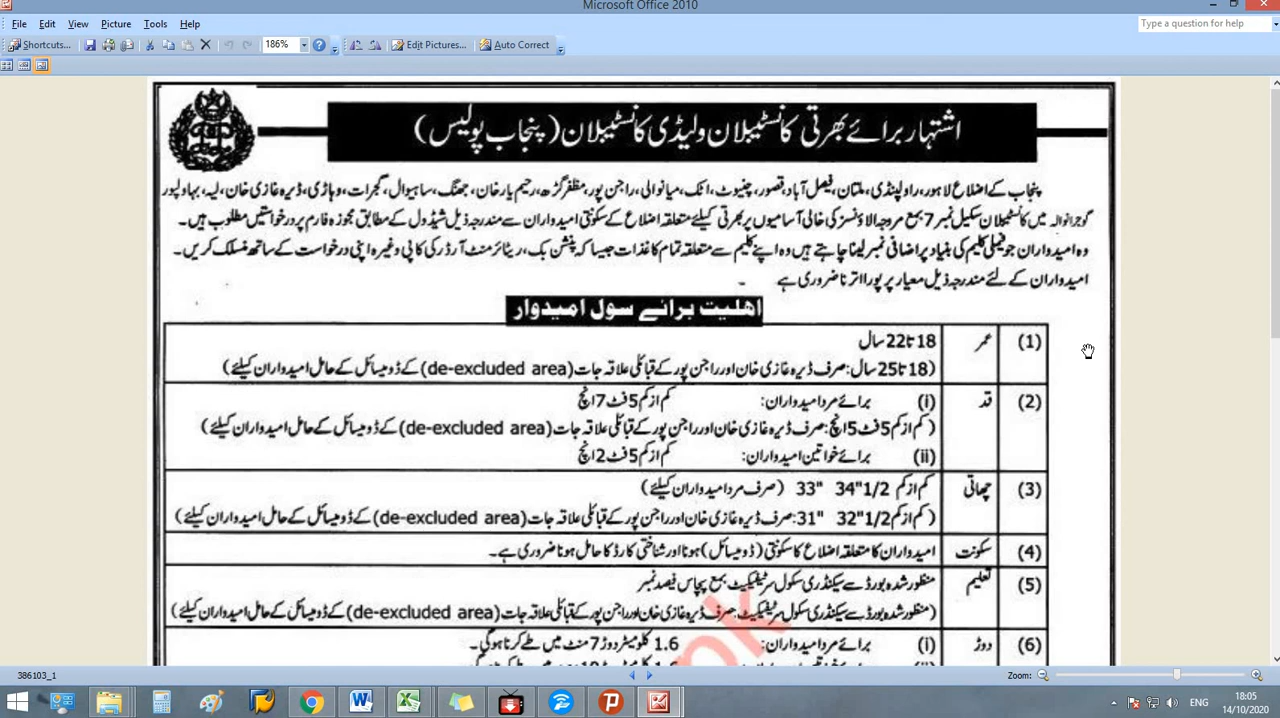 Microsoft Office 2010
File Edit View Picture Tools Help
Type a question for help
Shortcuts... 186% Edit Pictures... Auto Correct
اشتہار برائے بھرتی کانسٹیبلان و لیڈی کانسٹیبلان (پنجاب پولیس)
پنجاب کے اضلاع لاہور، راولپنڈی، ملتان، فیصل آباد، قصور، چنیوٹ، اٹک، میانوالی، راجن پور، مظفر گڑھ، رحیم یار خان، جھنگ، ساہیوال، گجرات، وہاڑی، ڈیرہ غازی خان، لیہ، بہاولپور
گوجرانوالہ میں کانسٹیبلان سکیل نمبر 7 بمع مروجہ الاؤنسز کی خالی آسامیوں پر بھرتی کیلئے متعلقہ اضلاع کے سکونتی امیدواران سے مندرجہ ذیل شیڈول کے مطابق مجوزہ فارم پر درخواستیں مطلوب ہیں۔
وہ امیدواران جو فیملی کلیم کی بنیاد پر اضافی نمبر لینا چاہتے ہیں وہ اپنے کلیم سے متعلقہ تمام کاغذات جیسا کہ پنشن بک، ریٹائرمنٹ آرڈر کی کاپی وغیرہ اپنی درخواست کے ساتھ منسلک کریں۔
امیدواران کے لئے مندرجہ ذیل معیار پر پورا اترنا ضروری ہے۔
اھلیت برائے سول امیدوار
(1) عمر 18 تا 22 سال
(18 تا 25 سال: صرف ڈیرہ غازی خان اور راجن پور کے قبائلی علاقہ جات (de-excluded area) کے ڈومیسائل کے حامل امیدواران کیلئے)
(2) قد (i) برائے مرد امیدواران: کم از کم 5 فٹ 7 انچ
(کم از کم 5 فٹ 5 انچ: صرف ڈیرہ غازی خان اور راجن پور کے قبائلی علاقہ جات (de-excluded area) کے ڈومیسائل کے حامل امیدواران کیلئے)
(ii) برائے خواتین امیدواران: کم از کم 5 فٹ 2 انچ
(3) چھاتی کم از کم 34"1/2 33" (صرف مرد امیدواران کیلئے)
(کم از کم 32"1/2 31": صرف ڈیرہ غازی خان اور راجن پور کے قبائلی علاقہ جات (de-excluded area) کے ڈومیسائل کے حامل امیدواران کیلئے)
(4) سکونت امیدواران کا متعلقہ اضلاع کا سکونتی (ڈومیسائل) ہونا اور شناختی کارڈ کا حامل ہونا ضروری ہے۔
(5) تعلیم منظور شدہ بورڈ سے سیکنڈری سکول سرٹیفکیٹ بمع پچاس فیصد نمبر
(منظور شدہ بورڈ سے سیکنڈری سکول سرٹیفکیٹ: صرف ڈیرہ غازی خان اور راجن پور کے قبائلی علاقہ جات (de-excluded area) کے ڈومیسائل کے حامل امیدواران کیلئے)
(6) دوڑ (i) برائے مرد امیدواران: 1.6 کلومیٹر دوڑ 7 منٹ میں طے کرنا ہوگی۔
pk
386103_1
Zoom:
ENG
18:05
14/10/2020